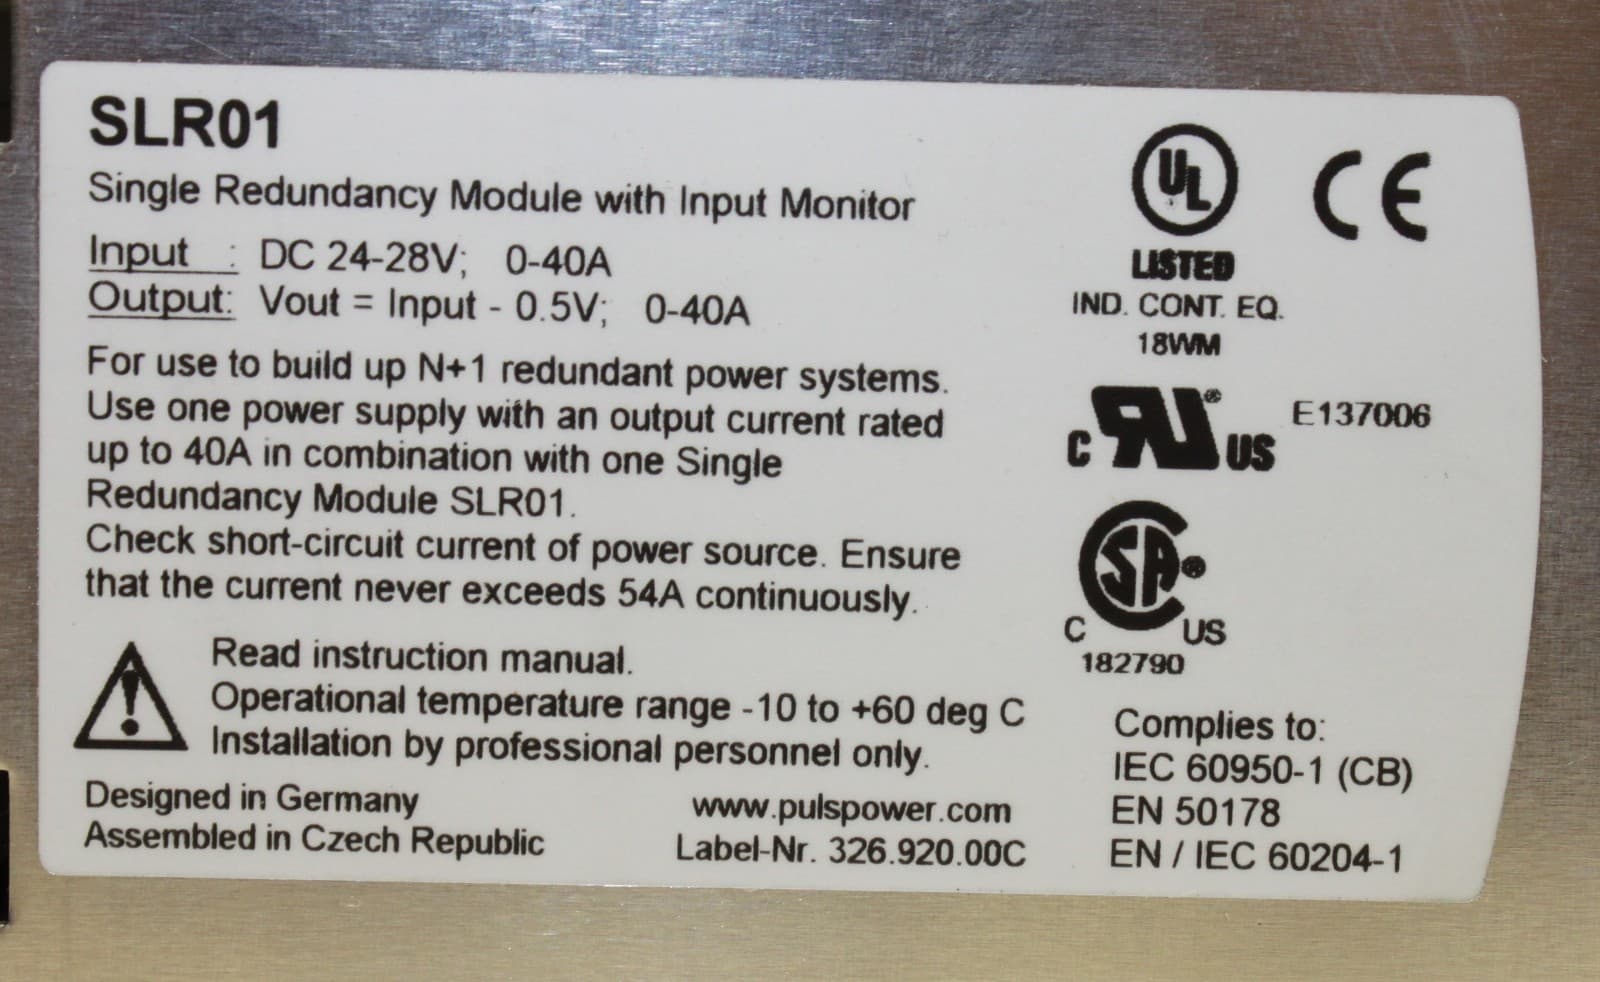 SLR01
Single Redundancy Module with Input Monitor
Input : DC 24-28V; 0-40A
Output: Vout = Input - 0.5V; 0-40A
For use to build up N+1 redundant power systems.
Use one power supply with an output current rated
up to 40A in combination with one Single
Redundancy Module SLR01.
Check short-circuit current of power source. Ensure
that the current never exceeds 54A continuously.
Read instruction manual.
Operational temperature range -10 to +60 deg C
Installation by professional personnel only.
Designed in Germany
Assembled in Czech Republic
www.pulspower.com
Label-Nr. 326.920.00C
UL
CE
LISTED
IND. CONT. EQ.
18WM
C RU ® US
E137006
SA ®
C US
182790
Complies to:
IEC 60950-1 (CB)
EN 50178
EN / IEC 60204-1